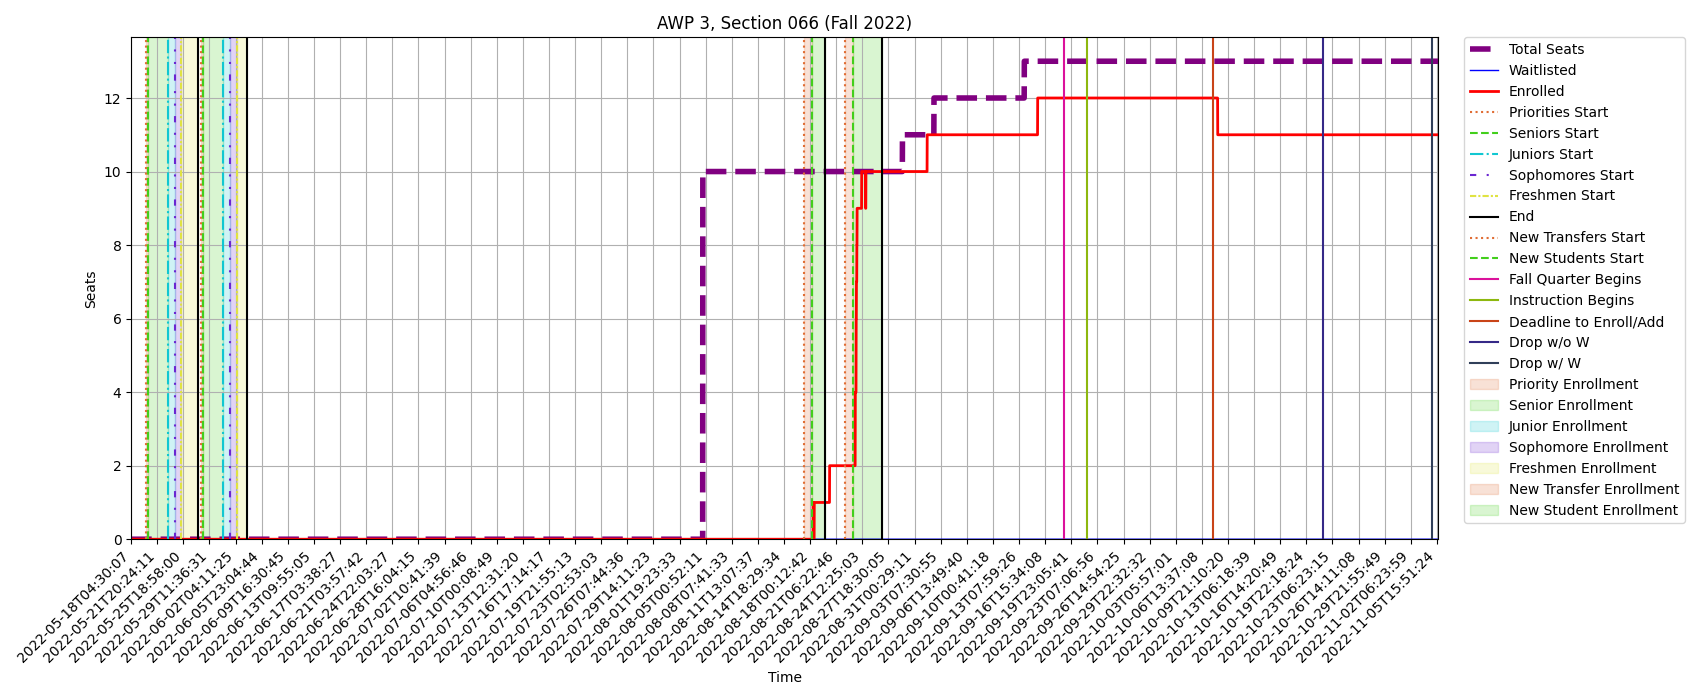 AWP 3, Section 066 (Fall 2022)
Seats
12
10
8
6
4
2
0
2022-05-18T04:30:07
2022-05-21T20:24:11
2022-05-25T18:58:00
2022-05-29T11:36:31
2022-06-02T04:11:25
2022-06-05T23:04:44
2022-06-09T16:30:45
2022-06-13T09:55:05
2022-06-17T03:38:27
2022-06-21T03:57:42
2022-06-24T22:03:27
2022-06-28T16:04:15
2022-07-02T10:41:39
2022-07-06T04:56:46
2022-07-10T00:08:49
2022-07-13T12:31:20
2022-07-16T17:14:17
2022-07-19T21:55:13
2022-07-23T02:53:03
2022-07-26T07:44:36
2022-07-29T14:11:23
2022-08-01T19:23:33
2022-08-05T00:52:11
2022-08-08T07:41:33
2022-08-11T13:07:37
2022-08-14T18:29:34
2022-08-18T00:12:42
2022-08-21T06:22:46
2022-08-24T12:25:03
2022-08-27T18:30:05
2022-08-31T00:29:11
2022-09-03T07:30:55
2022-09-06T13:49:40
2022-09-10T00:41:18
2022-09-13T07:59:26
2022-09-16T15:34:08
2022-09-19T23:05:41
2022-09-23T07:06:56
2022-09-26T14:54:25
2022-09-29T22:32:32
2022-10-03T05:57:01
2022-10-06T13:37:08
2022-10-09T21:10:20
2022-10-13T06:18:39
2022-10-16T14:20:49
2022-10-19T22:18:24
2022-10-23T06:23:15
2022-10-26T14:11:08
2022-10-29T21:55:49
2022-11-02T06:23:59
2022-11-05T15:51:24
Time
Total Seats
Waitlisted
Enrolled
Priorities Start
Seniors Start
Juniors Start
Sophomores Start
Freshmen Start
End
New Transfers Start
New Students Start
Fall Quarter Begins
Instruction Begins
Deadline to Enroll/Add
Drop w/o W
Drop w/ W
Priority Enrollment
Senior Enrollment
Junior Enrollment
Sophomore Enrollment
Freshmen Enrollment
New Transfer Enrollment
New Student Enrollment